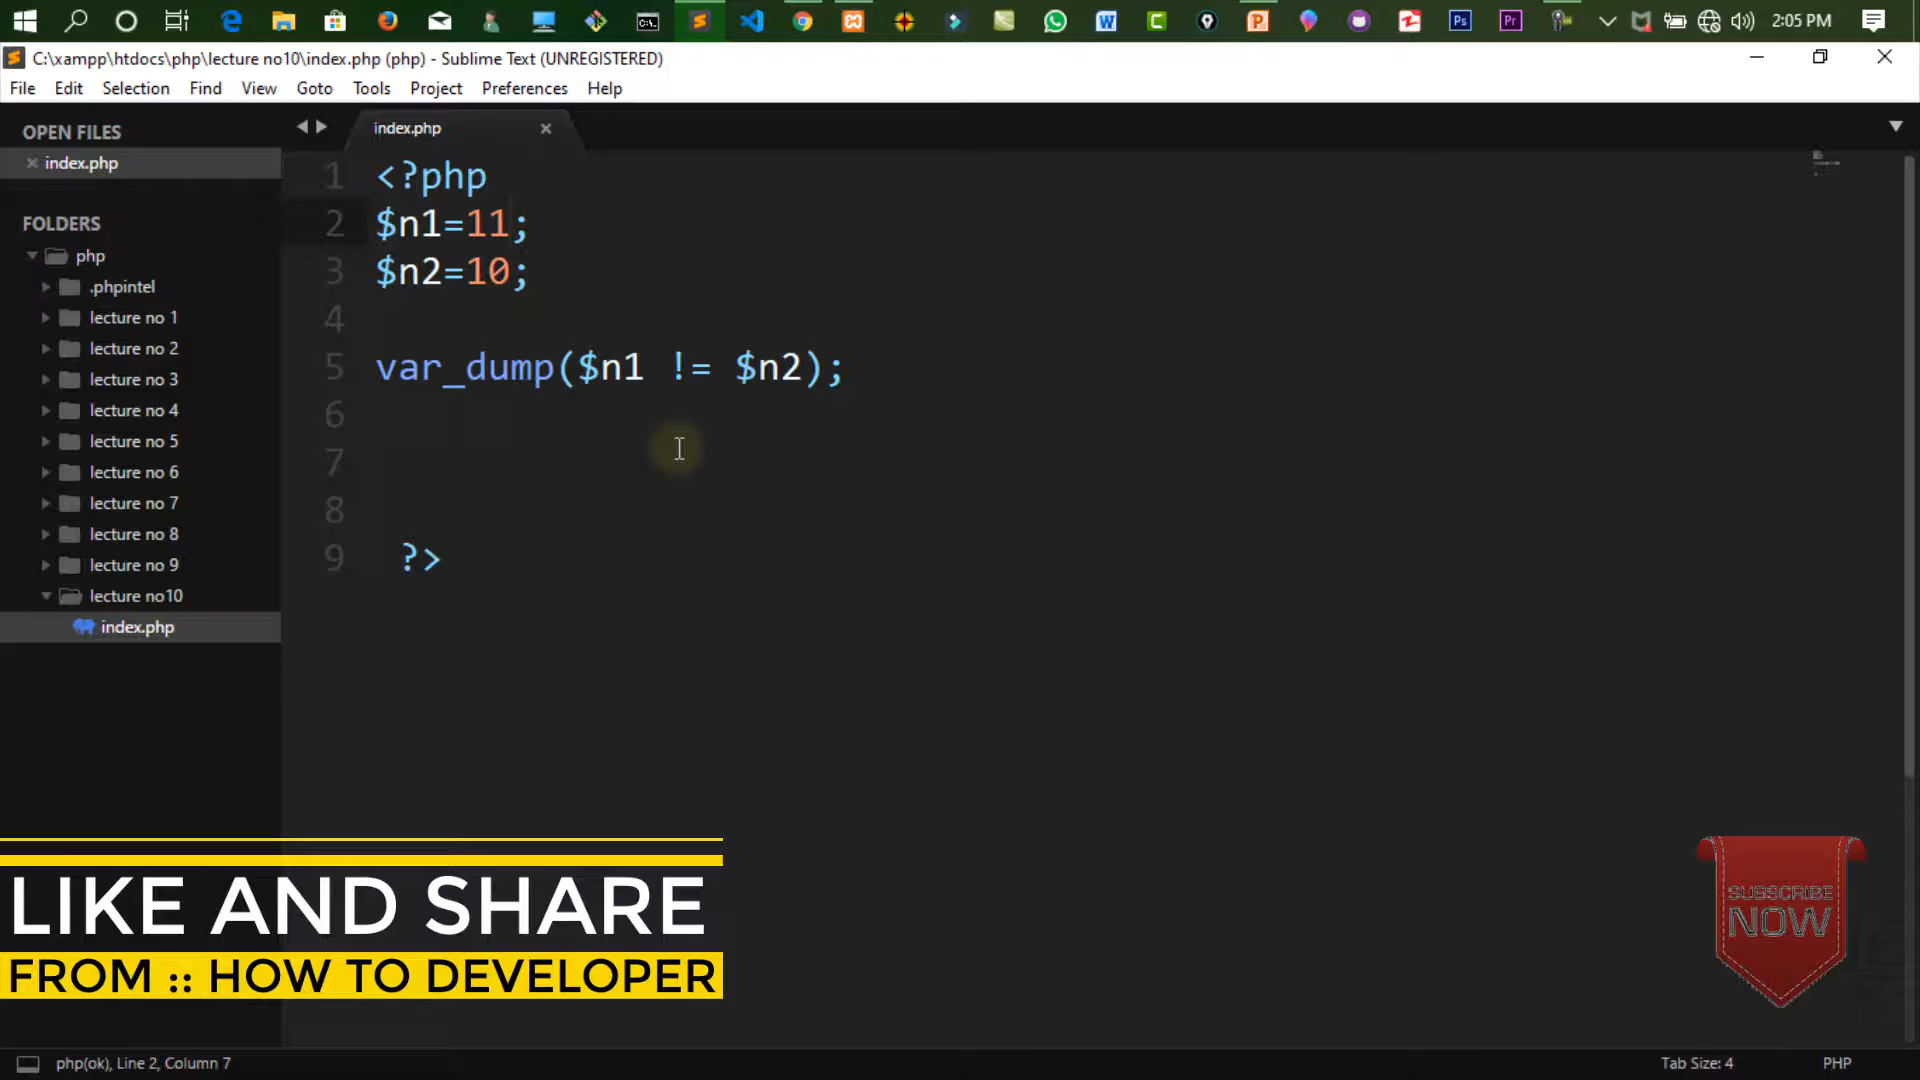 2:05 PM
C:\xampp\htdocs\php\lecture no10\index.php (php) - Sublime Text (UNREGISTERED)
File Edit Selection Find View Goto Tools Project Preferences Help
OPEN FILES
index.php
FOLDERS
php
.phpintel
lecture no 1
lecture no 2
lecture no 3
lecture no 4
lecture no 5
lecture no 6
lecture no 7
lecture no 8
lecture no 9
lecture no10
index.php
index.php
1 <?php
2 $n1=11;
3 $n2=10;
4
5 var_dump($n1 != $n2);
6
7
8
9 ?>
LIKE AND SHARE
FROM :: HOW TO DEVELOPER
SUBSCRIBE
NOW
php(ok), Line 2, Column 7
Tab Size: 4
PHP